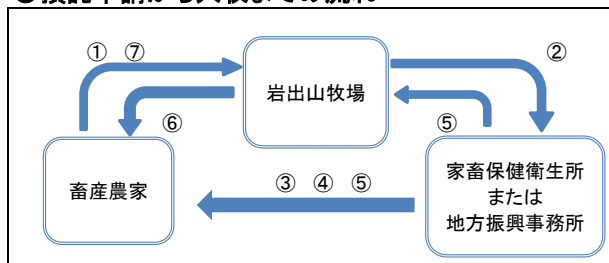 ① ⑦
②
岩出山牧場
⑥
⑤
畜産農家
③ ④ ⑤
家畜保健衛生所
または
地方振興事務所